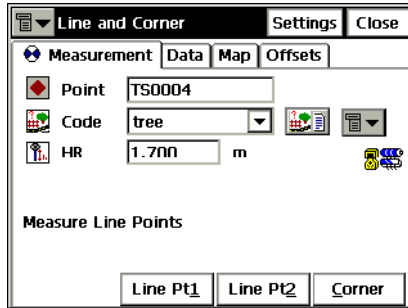 Line and Corner Settings Close
Measurement Data Map Offsets
Point TS0004
Code tree
HR 1.700 m
Measure Line Points
Line Pt1 Line Pt2 Corner